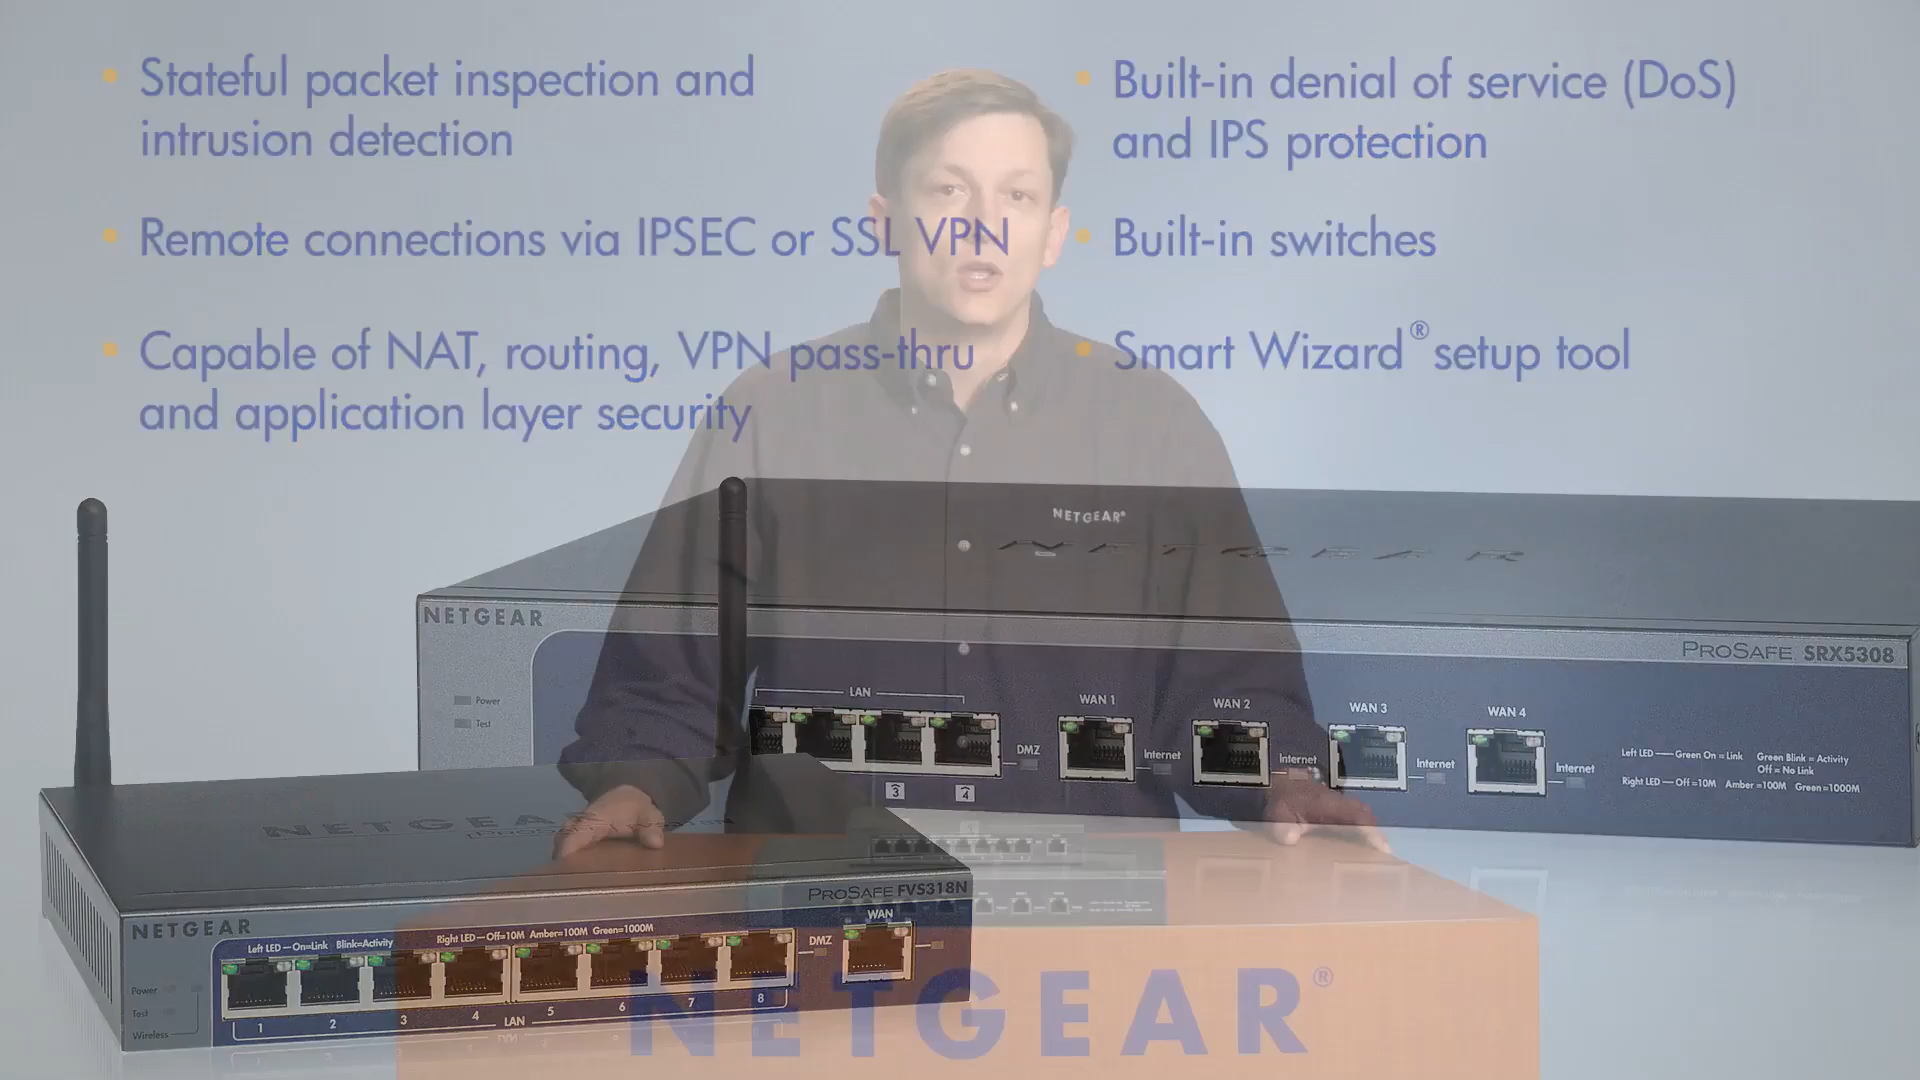 • Stateful packet inspection and
intrusion detection
• Remote connections via IPSEC or SSL VPN
• Capable of NAT, routing, VPN pass-thru
and application layer security
• Built-in denial of service (DoS)
and IPS protection
• Built-in switches
• Smart Wizard® setup tool
NETGEAR®
NETGEAR
NETGEAR
PROSAFE SRX5308
Power
Test
LAN
DMZ
3
4
WAN 1
Internet
WAN 2
Internet
WAN 3
Internet
WAN 4
Internet
Left LED — Green On = Link Green Blink = Activity
Off = No Link
Right LED — Off =10M Amber =100M Green =1000M
NETGEAR
PROSAFE FVS318N
NETGEAR
Left LED — On=Link Blink=Activity
Right LED — Off=10M Amber=100M Green=1000M
DMZ
WAN
Power
Test
Wireless
1 2 3 4 5 6 7 8
LAN
NETGEAR®